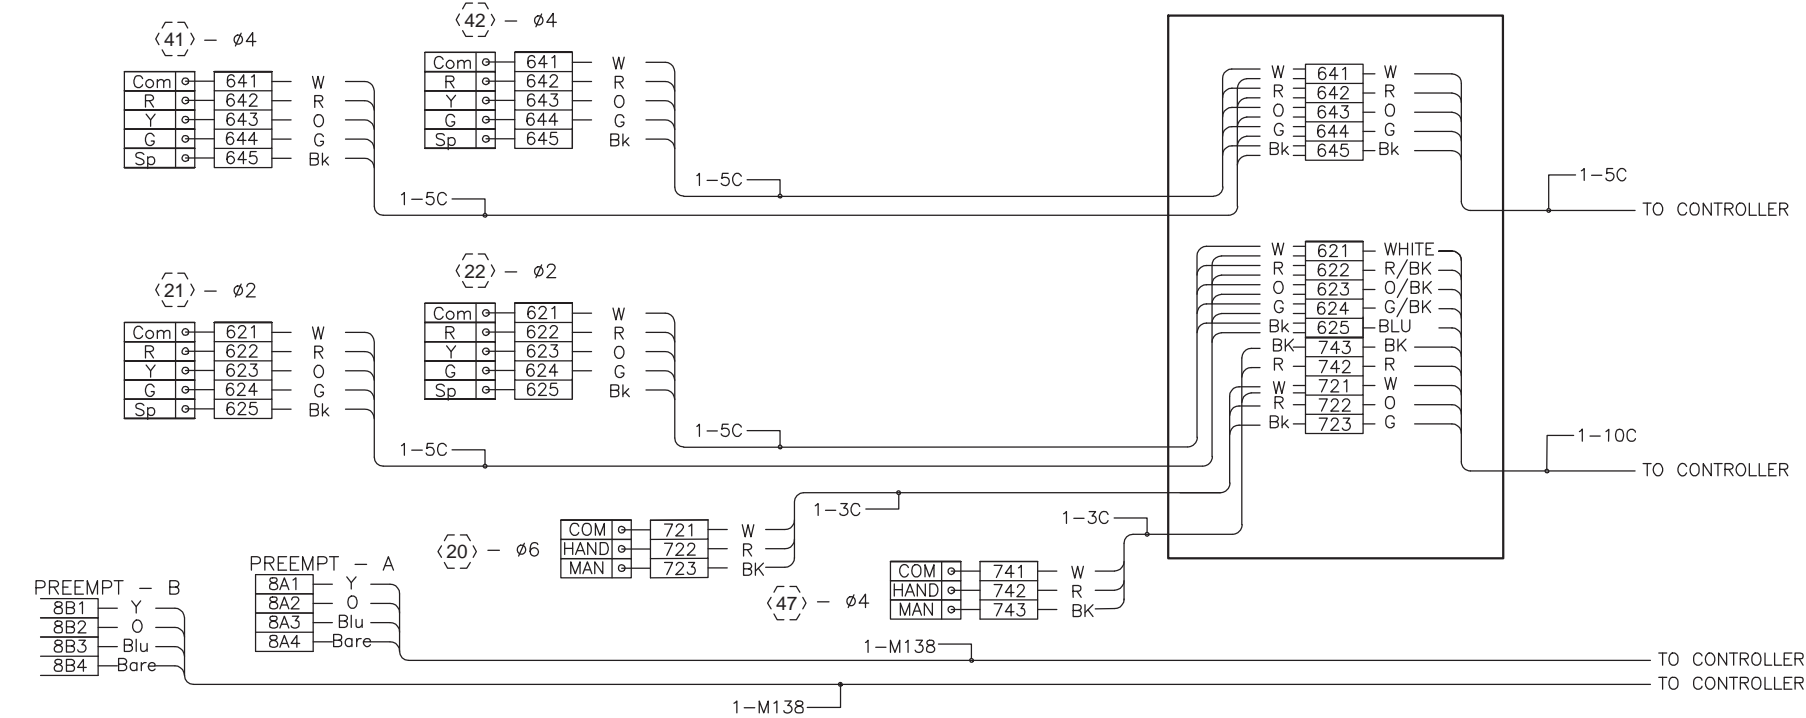 41 - ø4
Com 641 W
R 642 R
Y 643 O
G 644 G
Sp 645 Bk
42 - ø4
Com 641 W
R 642 R
Y 643 O
G 644 G
Sp 645 Bk
1-5C
1-5C
W 641 W
R 642 R
O 643 O
G 644 G
Bk 645 Bk
1-5C
TO CONTROLLER
21 - ø2
Com 621 W
R 622 R
Y 623 O
G 624 G
Sp 625 Bk
22 - ø2
Com 621 W
R 622 R
Y 623 O
G 624 G
Sp 625 Bk
1-5C
1-5C
W 621 WHITE
R 622 R/BK
O 623 O/BK
G 624 G/BK
Bk 625 BLU
BK 743 BK
R 742 R
W 721 W
R 722 O
Bk 723 G
1-10C
TO CONTROLLER
20 - ø6
COM 721 W
HAND 722 R
MAN 723 BK
1-3C
47 - ø4
COM 741 W
HAND 742 R
MAN 743 BK
1-3C
PREEMPT - A
8A1 Y
8A2 O
8A3 Blu
8A4 Bare
PREEMPT - B
8B1 Y
8B2 O
8B3 Blu
8B4 Bare
1-M138
TO CONTROLLER
TO CONTROLLER
1-M138